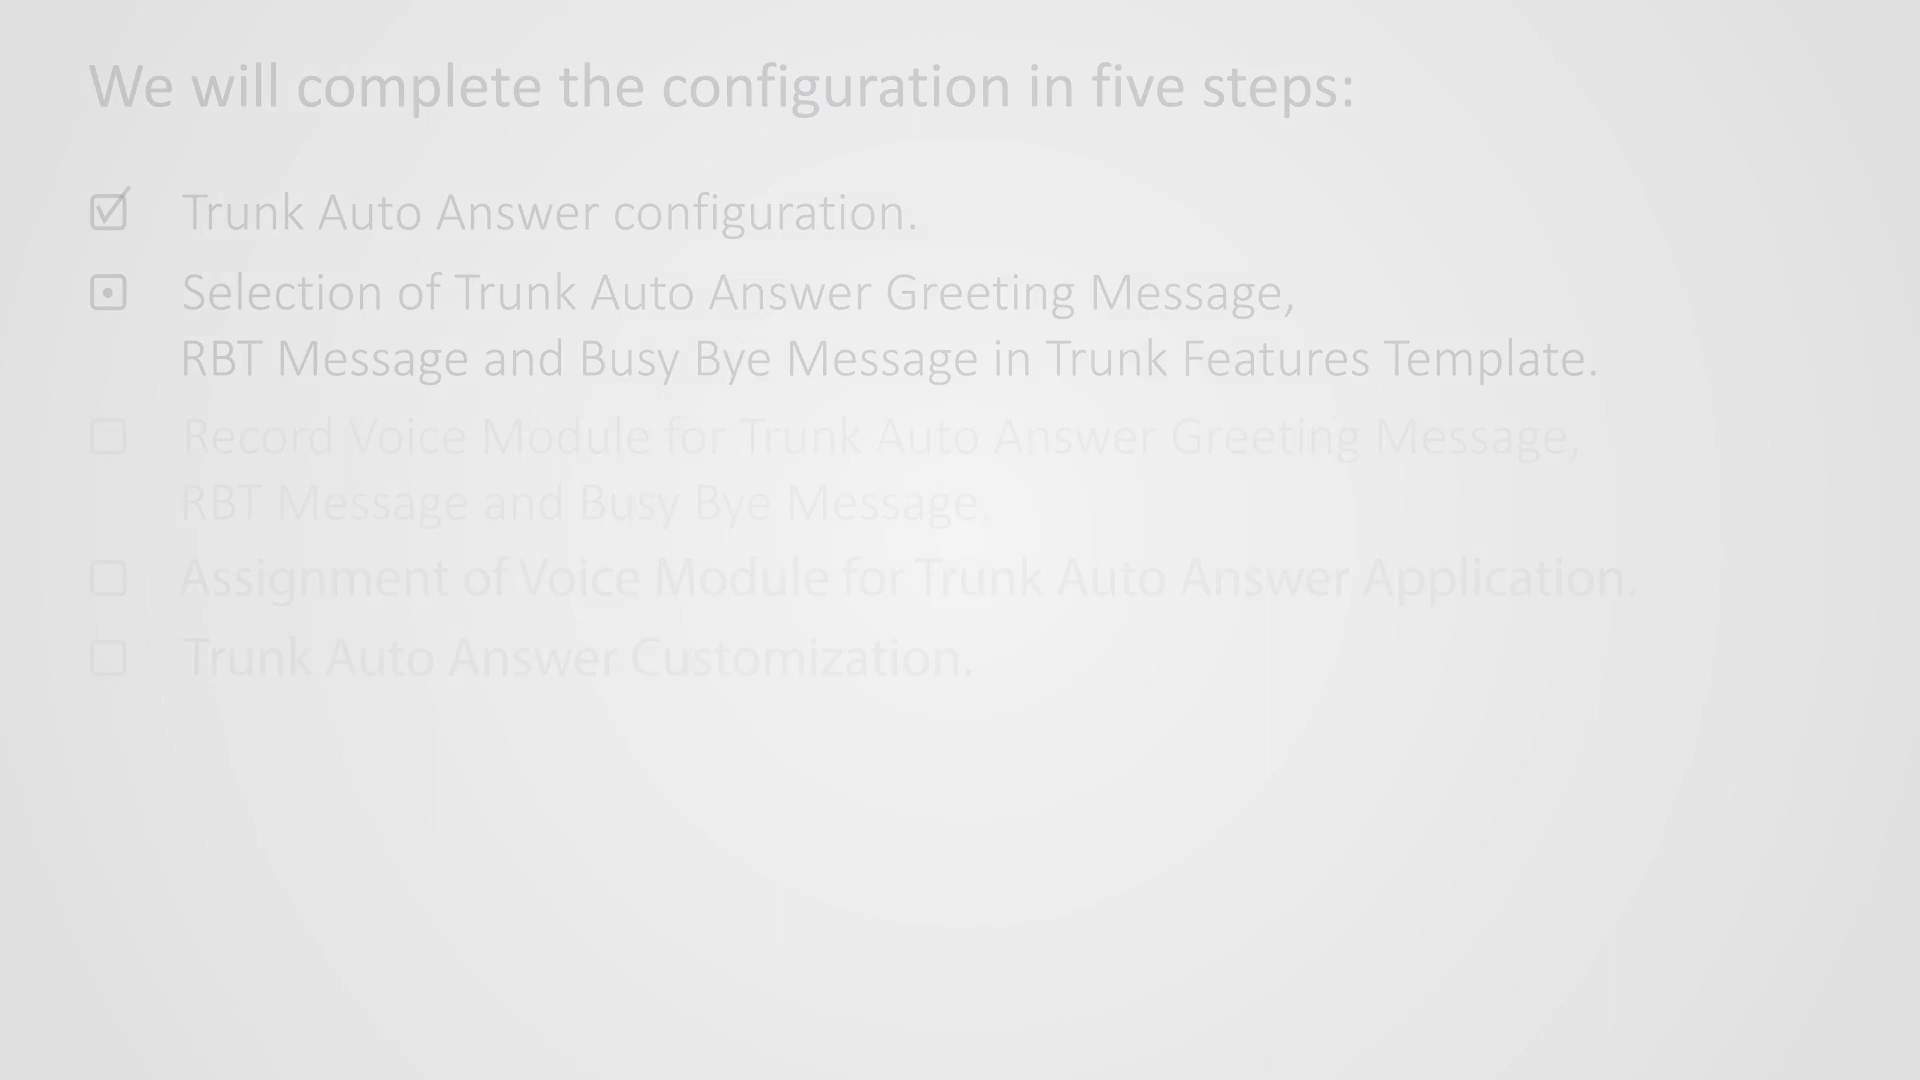 We will complete the configuration in five steps:
Trunk Auto Answer configuration.
Selection of Trunk Auto Answer Greeting Message,
RBT Message and Busy Bye Message in Trunk Features Template.
Record Voice Module for Trunk Auto Answer Greeting Message,
RBT Message and Busy Bye Message.
Assignment of Voice Module for Trunk Auto Answer Application.
Trunk Auto Answer Customization.